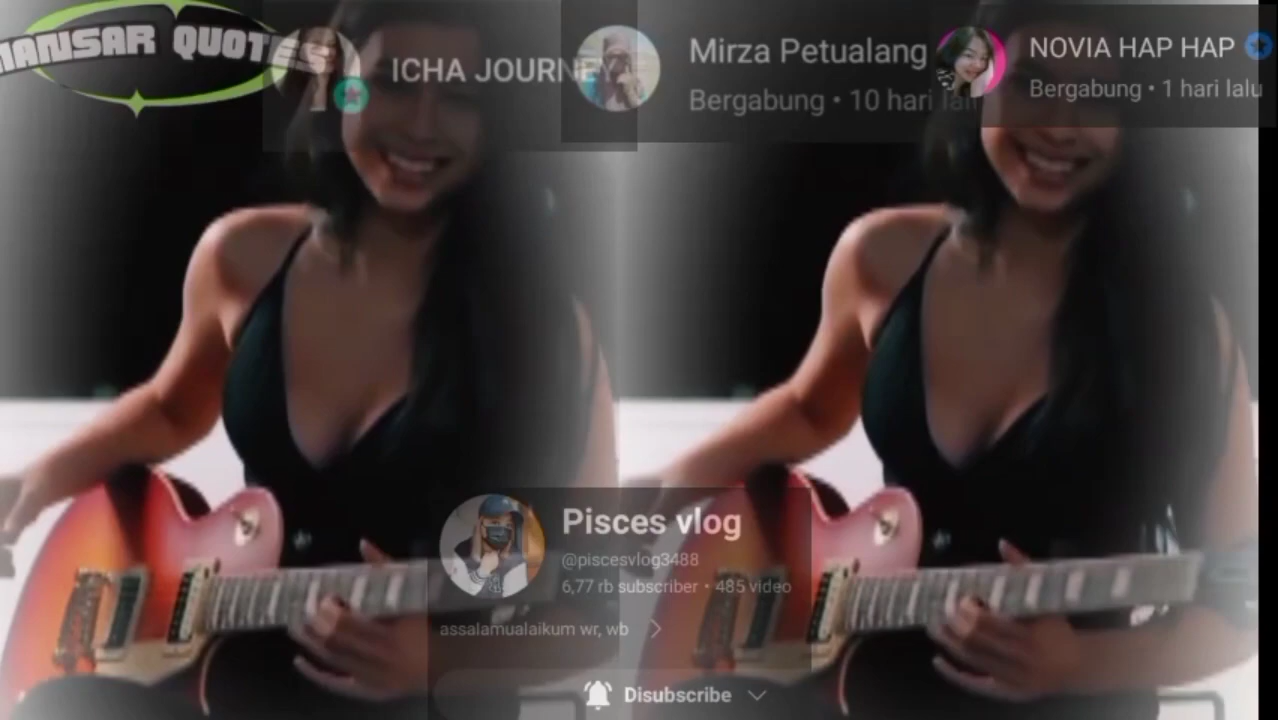 MANSAR QUOTES
ICHA JOURNEY
Mirza Petualang
Bergabung • 10 hari lalu
NOVIA HAP HAP
Bergabung • 1 hari lalu
Pisces vlog
@piscesvlog3488
6,77 rb subscriber • 485 video
assalamualaikum wr, wb
Disubscribe